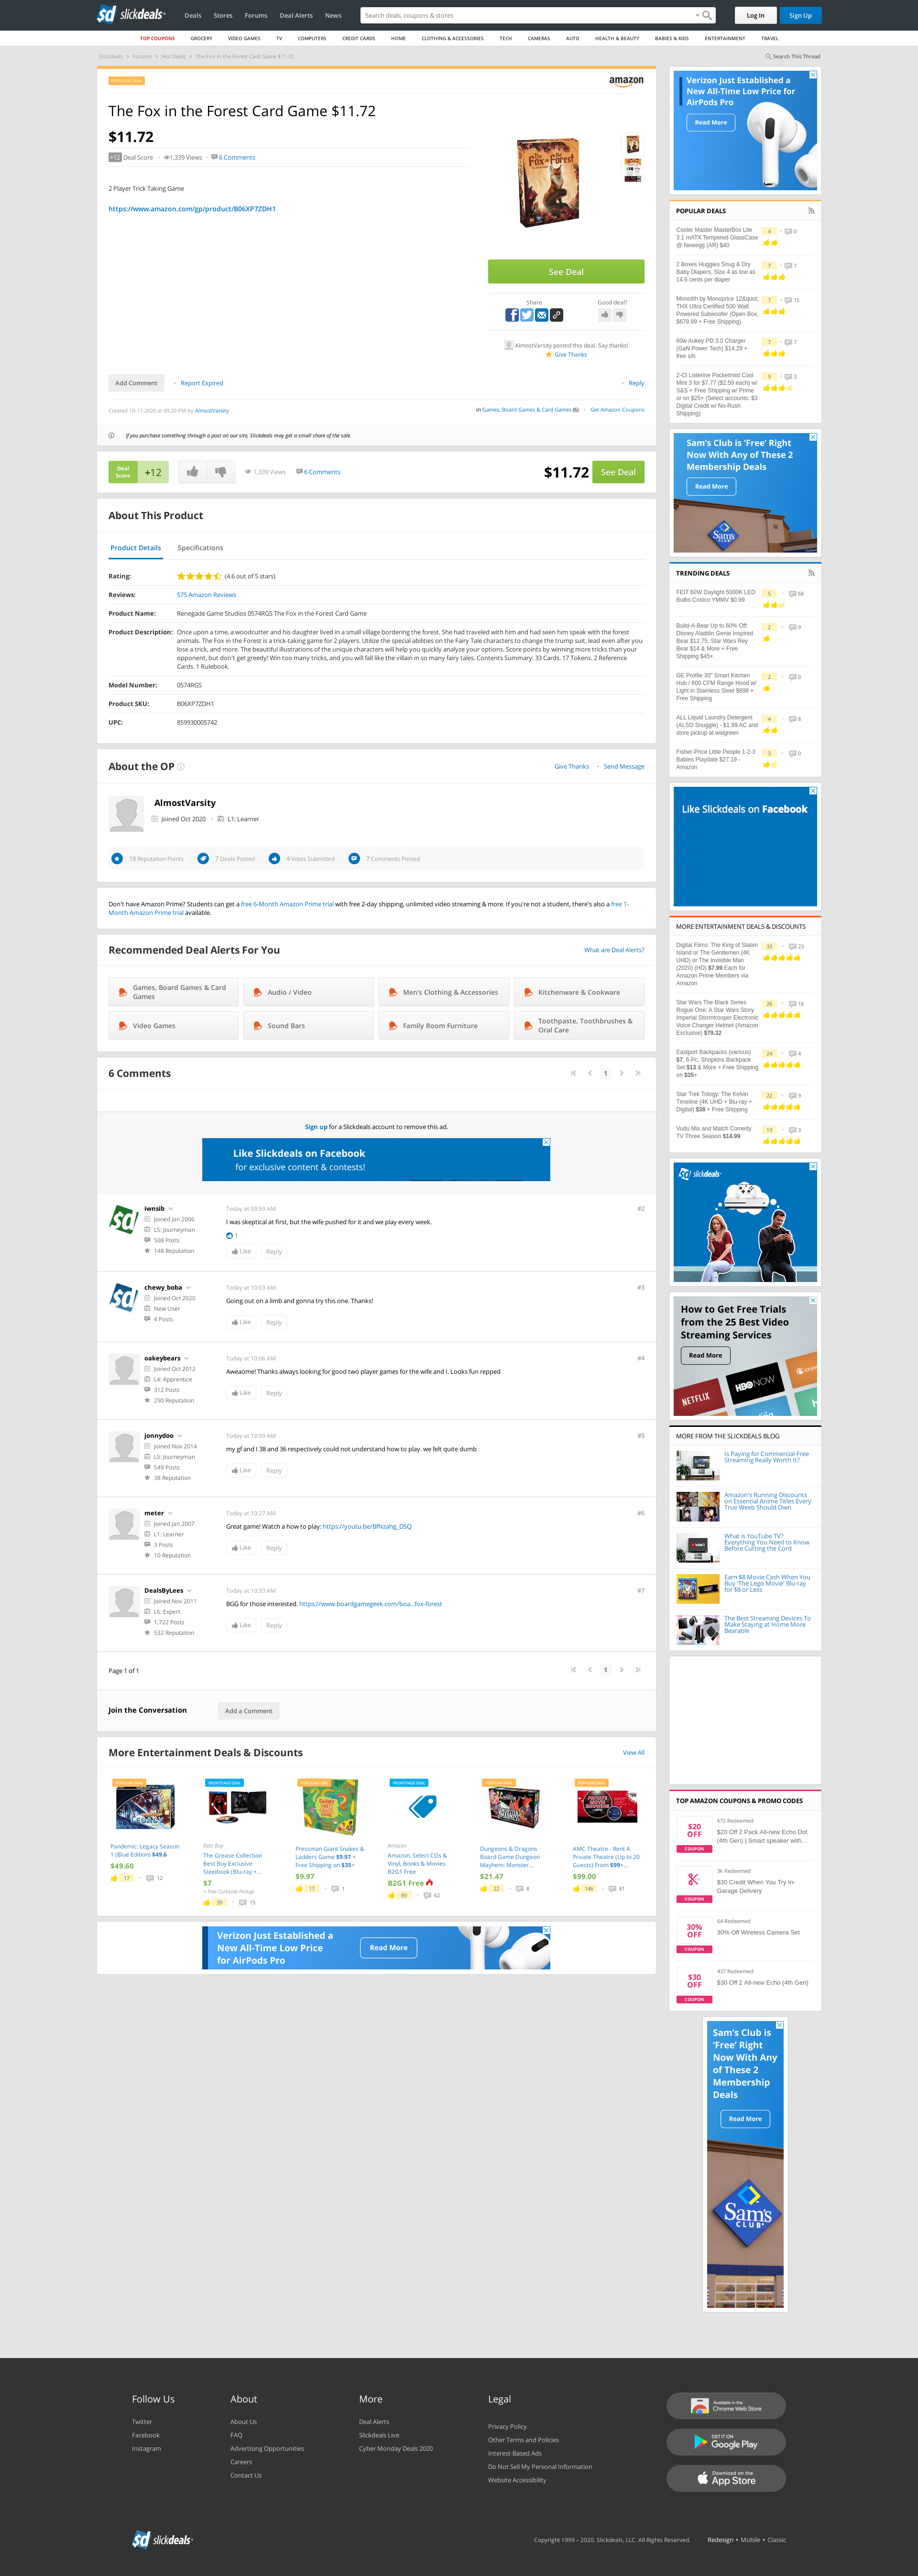 slickdeals
Deals
Stores
Forums
Deal Alerts
News
Search deals, coupons & stores
Log In
Sign Up
TOP COUPONS
GROCERY
VIDEO GAMES
TV
COMPUTERS
CREDIT CARDS
HOME
CLOTHING & ACCESSORIES
TECH
CAMERAS
AUTO
HEALTH & BEAUTY
BABIES & KIDS
ENTERTAINMENT
TRAVEL
Slickdeals > Forums > Hot Deals > The Fox in the Forest Card Game $11.72
Search This Thread
POPULAR DEAL
amazon
The Fox in the Forest Card Game $11.72
$11.72
+12 Deal Score
1,339 Views
6 Comments
2 Player Trick Taking Game
https://www.amazon.com/gp/product/B06XP7ZDH1
The Fox in the Forest
See Deal
Share
Good deal?
AlmostVarsity posted this deal. Say thanks!
Give Thanks
Add Comment
Report Expired
Reply
Created 10-17-2020 at 09:20 PM by AlmostVarsity
in Games, Board Games & Card Games (6)
Get Amazon Coupons
If you purchase something through a post on our site, Slickdeals may get a small share of the sale.
Deal Score
+12
1,339 Views
6 Comments
$11.72
See Deal
About This Product
Product Details
Specifications
Rating: (4.6 out of 5 stars)
Reviews: 575 Amazon Reviews
Product Name: Renegade Game Studios 0574RGS The Fox in the Forest Card Game
Product Description: Once upon a time, a woodcutter and his daughter lived in a small village bordering the forest. She had traveled with him and had seen him speak with the forest
animals. The Fox in the Forest is a trick-taking game for 2 players. Utilize the special abilities on the Fairy Tale characters to change the trump suit, lead even after you
lose a trick, and more. The beautiful illustrations of the unique characters will help you quickly analyze your options. Score points by winning more tricks than your
opponent, but don't get greedy! Win too many tricks, and you will fall like the villain in so many fairy tales. Contents Summary: 33 Cards. 17 Tokens. 2 Reference
Cards. 1 Rulebook.
Model Number: 0574RGS
Product SKU: B06XP7ZDH1
UPC: 859930005742
About the OP
Give Thanks
Send Message
AlmostVarsity
Joined Oct 2020
L1: Learner
18 Reputation Points
7 Deals Posted
4 Votes Submitted
7 Comments Posted
Don't have Amazon Prime? Students can get a free 6-Month Amazon Prime trial with free 2-day shipping, unlimited video streaming & more. If you're not a student, there's also a free 1-
Month Amazon Prime trial available.
Recommended Deal Alerts For You
What are Deal Alerts?
Games, Board Games & Card Games
Audio / Video
Men's Clothing & Accessories
Kitchenware & Cookware
Video Games
Sound Bars
Family Room Furniture
Toothpaste, Toothbrushes & Oral Care
6 Comments
1
Sign up for a Slickdeals account to remove this ad.
Like Slickdeals on Facebook
for exclusive content & contests!
iwnsib
Joined Jan 2006
L5: Journeyman
508 Posts
148 Reputation
Today at 09:59 AM
#2
I was skeptical at first, but the wife pushed for it and we play every week.
1
Like
Reply
chewy_boba
Joined Oct 2020
New User
4 Posts
Today at 10:03 AM
#3
Going out on a limb and gonna try this one. Thanks!
Like
Reply
oakeybears
Joined Oct 2012
L4: Apprentice
312 Posts
290 Reputation
Today at 10:06 AM
#4
Aweaome! Thanks always looking for good two player games for the wife and I. Looks fun repped
Like
Reply
jonnydoo
Joined Nov 2014
L5: Journeyman
549 Posts
38 Reputation
Today at 10:09 AM
#5
my gf and I 38 and 36 respectively could not understand how to play. we felt quite dumb
Like
Reply
meter
Joined Jan 2007
L1: Learner
3 Posts
10 Reputation
Today at 10:27 AM
#6
Great game! Watch a how to play: https://youtu.be/BfNzahg_DSQ
Like
Reply
DealsByLees
Joined Nov 2011
L6: Expert
1,722 Posts
532 Reputation
Today at 10:33 AM
#7
BGG for those interested. https://www.boardgamegeek.com/boa...fox-forest
Like
Reply
Page 1 of 1
1
Join the Conversation
Add a Comment
More Entertainment Deals & Discounts
View All
POPULAR DEAL
Pandemic: Legacy Season
1 (Blue Edition) $49.6
$49.60
17
12
FRONTPAGE DEAL
Best Buy
The Grease Collection
Best Buy Exclusive
Steelbook (Blu-ray +...
$7
+ Free Curbside Pickup
39
15
POPULAR DEAL
Pressman Giant Snakes &
Ladders Game $9.97 +
Free Shipping on $35+
$9.97
17
1
FRONTPAGE DEAL
Amazon
Amazon: Select CDs &
Vinyl, Books & Movies
B2G1 Free
B2G1 Free
89
62
POPULAR DEAL
Dungeons & Dragons
Board Game Dungeon
Mayhem: Monster...
$21.47
22
8
POPULAR DEAL
AMC Theatre - Rent A
Private Theatre (Up to 20
Guests) From $99+...
$99.00
146
81
Verizon Just Established a
New All-Time Low Price
for AirPods Pro
Read More
Verizon Just Established a
New All-Time Low Price for
AirPods Pro
Read More
POPULAR DEALS
Cooler Master MasterBox Lite
3.1 mATX Tempered GlassCase
@ Newegg (AR) $40
4
0
2 Boxes Huggies Snug & Dry
Baby Diapers, Size 4 as low as
14.6 cents per diaper
7
7
Monolith by Monoprice 12&quot;
THX Ultra Certified 500 Watt
Powered Subwoofer (Open Box,
$679.99 + Free Shipping)
7
15
60w Aukey PD 3.0 Charger
(GaN Power Tech) $14.29 +
free s/h
7
7
2-Ct Listerine Pocketmist Cool
Mint 3 for $7.77 ($2.59 each) w/
S&S + Free Shipping w/ Prime
or on $25+ (Select accounts: $3
Digital Credit w/ No-Rush
Shipping)
9
3
Sam's Club is 'Free' Right
Now With Any of These 2
Membership Deals
Read More
Sam's
TRENDING DEALS
FEIT 60W Daylight 5000K LED
Bulbs Costco YMMV $0.99
5
68
Build-A-Bear Up to 60% Off:
Disney Aladdin Genie Inspired
Bear $12.75, Star Wars Rey
Bear $14 & More + Free
Shipping $45+
2
9
GE Profile 30" Smart Kitchen
Hub / 600 CFM Range Hood w/
Light in Stainless Steel $698 +
Free Shipping
2
0
ALL Liquid Laundry Detergent
(ALSO Snuggle) - $1.99 AC and
store pickup at walgreen
4
8
Fisher-Price Little People 1-2-3
Babies Playdate $27.19 -
Amazon
3
0
Like Slickdeals on Facebook
MORE ENTERTAINMENT DEALS & DISCOUNTS
Digital Films: The King of Staten
Island or The Gentlemen (4K
UHD) or The Invisible Man
(2020) (HD) $7.99 Each for
Amazon Prime Members via
Amazon
33
23
Star Wars The Black Series
Rogue One: A Star Wars Story
Imperial Stormtrooper Electronic
Voice Changer Helmet (Amazon
Exclusive) $79.32
26
16
Eastport Backpacks (various)
$7, 6-Pc. Shopkins Backpack
Set $13 & More + Free Shipping
on $35+
24
4
Star Trek Trilogy: The Kelvin
Timeline (4K UHD + Blu-ray +
Digital) $38 + Free Shipping
22
9
Vudu Mix and Match Comedy
TV Three Season $14.99
19
3
slickdeals
How to Get Free Trials
from the 25 Best Video
Streaming Services
Read More
NETFLIX
HBO NOW
MORE FROM THE SLICKDEALS BLOG
Is Paying for Commercial-Free
Streaming Really Worth It?
Amazon's Running Discounts
on Essential Anime Titles Every
True Weeb Should Own
What is YouTube TV?
Everything You Need to Know
Before Cutting the Cord
Earn $8 Movie Cash When You
Buy 'The Lego Movie' Blu-ray
for $8 or Less
The Best Streaming Devices To
Make Staying at Home More
Bearable
TOP AMAZON COUPONS & PROMO CODES
$20 OFF
COUPON
672 Redeemed
$20 Off 2 Pack All-new Echo Dot
(4th Gen) | Smart speaker with...
COUPON
3k Redeemed
$30 Credit When You Try In-
Garage Delivery
30% OFF
COUPON
64 Redeemed
30% Off Wireless Camera Set
$30 OFF
COUPON
437 Redeemed
$30 Off 2 All-new Echo (4th Gen)
Sam's Club is
'Free' Right
Now With Any
of These 2
Membership
Deals
Read More
Sam's
CLUB
Follow Us
Twitter
Facebook
Instagram
About
About Us
FAQ
Advertising Opportunities
Careers
Contact Us
More
Deal Alerts
Slickdeals Live
Cyber Monday Deals 2020
Legal
Privacy Policy
Other Terms and Policies
Interest-Based Ads
Do Not Sell My Personal Information
Website Accessibility
Available in the
Chrome Web Store
GET IT ON
Google Play
Download on the
App Store
slickdeals
Copyright 1999 – 2020. Slickdeals, LLC. All Rights Reserved.
Redesign • Mobile • Classic